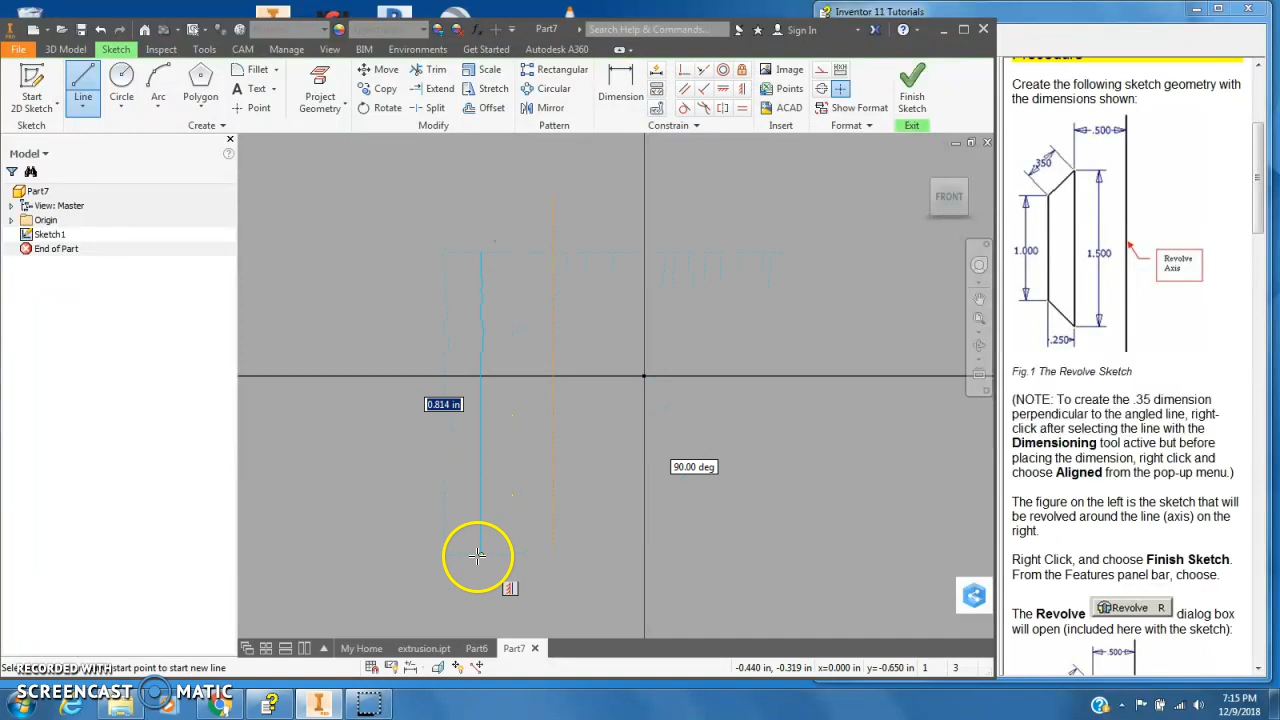 Inventor 11 Tutorials
Part7
Search Help & Commands...
Sign In
File
3D Model
Sketch
Inspect
Tools
CAM
Manage
View
BIM
Environments
Get Started
Autodesk A360
Start
2D Sketch
Line
Circle
Arc
Polygon
Fillet
Text
Point
Project
Geometry
Move
Trim
Scale
Copy
Extend
Stretch
Rotate
Split
Offset
Rectangular
Circular
Mirror
Dimension
Image
Points
ACAD
Show Format
Finish
Sketch
Sketch
Create
Modify
Pattern
Constrain
Insert
Format
Exit
Model
Part7
View: Master
Origin
Sketch1
End of Part
FRONT
0.814 in
90.00 deg
Create the following sketch geometry with
the dimensions shown:
.500
.350
1.000
1.500
Revolve
Axis
.250
Fig.1 The Revolve Sketch
(NOTE: To create the .35 dimension
perpendicular to the angled line, right-
click after selecting the line with the
Dimensioning tool active but before
placing the dimension, right click and
choose Aligned from the pop-up menu.)
The figure on the left is the sketch that will
be revolved around the line (axis) on the
right.
Right Click, and choose Finish Sketch.
From the Features panel bar, choose.
The Revolve Revolve R dialog box
will open (included here with the sketch):
.500
My Home
extrusion.ipt
Part6
Part7
start point to start new line
-0.440 in, -0.319 in
x=0.000
y=-0.650
1
3
RECORDED WITH
SCREENCAST MATIC
7:15 PM
12/9/2018